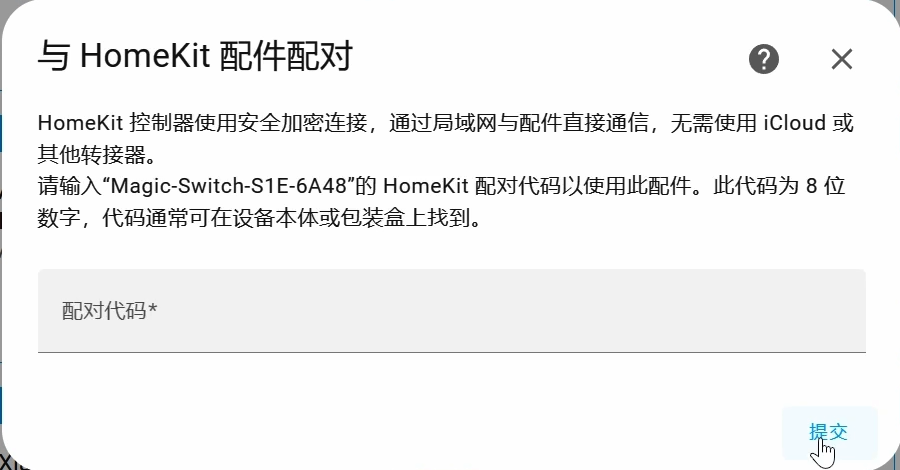 与 HomeKit 配件配对
HomeKit 控制器使用安全加密连接，通过局域网与配件直接通信，无需使用 iCloud 或
其他转接器。
请输入“Magic-Switch-S1E-6A48”的 HomeKit 配对代码以使用此配件。此代码为 8 位
数字，代码通常可在设备本体或包装盒上找到。
配对代码*
提交